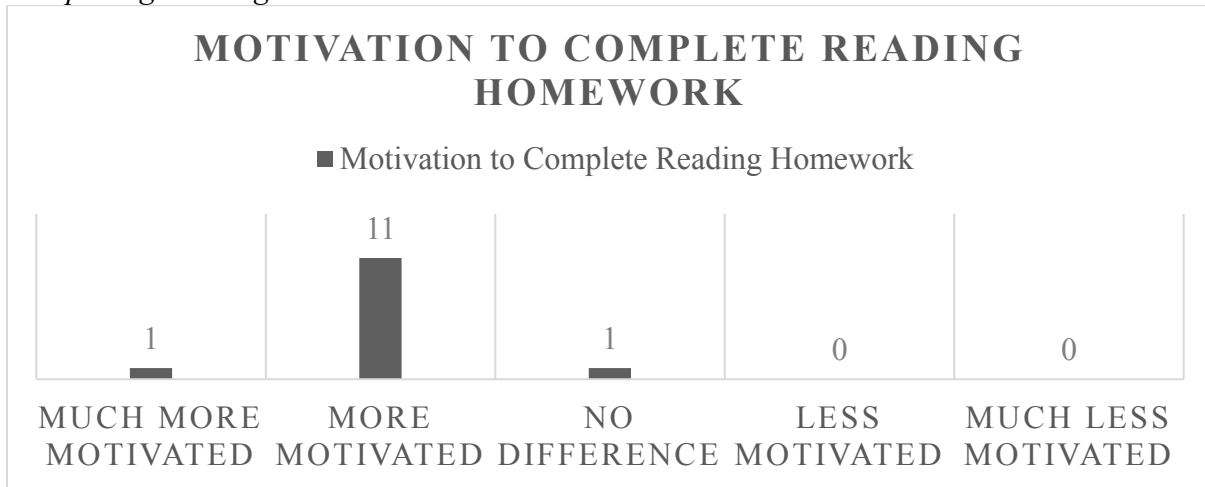 MOTIVATION TO COMPLETE READING
HOMEWORK
Motivation to Complete Reading Homework
1
11
1
0
0
MUCH MORE MOTIVATED
MORE MOTIVATED
NO DIFFERENCE
LESS MOTIVATED
MUCH LESS MOTIVATED